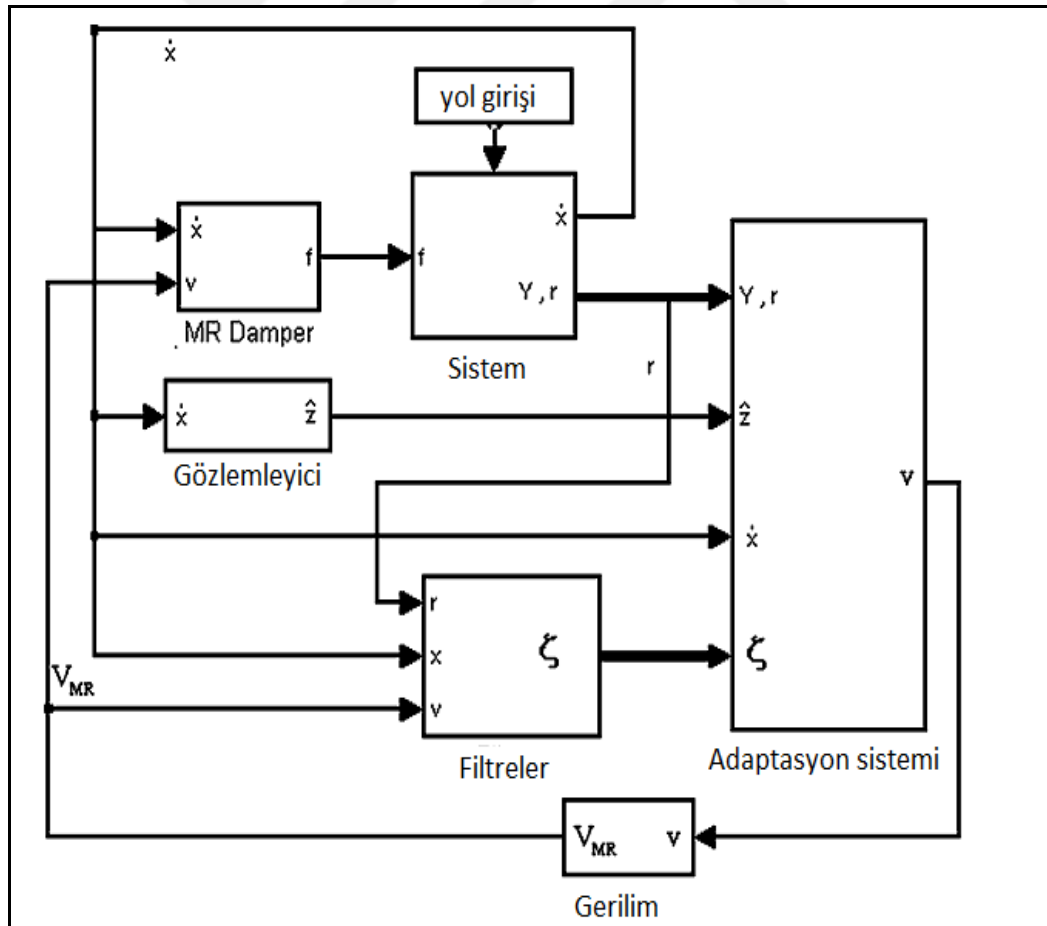 ẋ
yol girişi
ẋ
ẋ
f
f
v
Y , r
Y , r
MR Damper
Sistem
r
ẋ
ẑ
ẑ
Gözlemleyici
v
ẋ
r
x
ζ
ζ
V_MR
v
Filtreler
Adaptasyon sistemi
V_MR
v
Gerilim